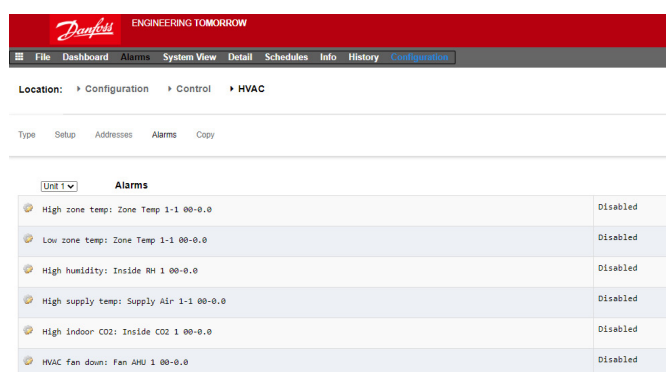 Danfoss ENGINEERING TOMORROW
File Dashboard Alarms System View Detail Schedules Info History Configuration
Location: Configuration Control HVAC
Type Setup Addresses Alarms Copy
Unit 1 Alarms
High zone temp: Zone Temp 1-1 00-0.0 Disabled
Low zone temp: Zone Temp 1-1 00-0.0 Disabled
High humidity: Inside RH 1 00-0.0 Disabled
High supply temp: Supply Air 1-1 00-0.0 Disabled
High indoor CO2: Inside CO2 1 00-0.0 Disabled
HVAC fan down: Fan AHU 1 00-0.0 Disabled